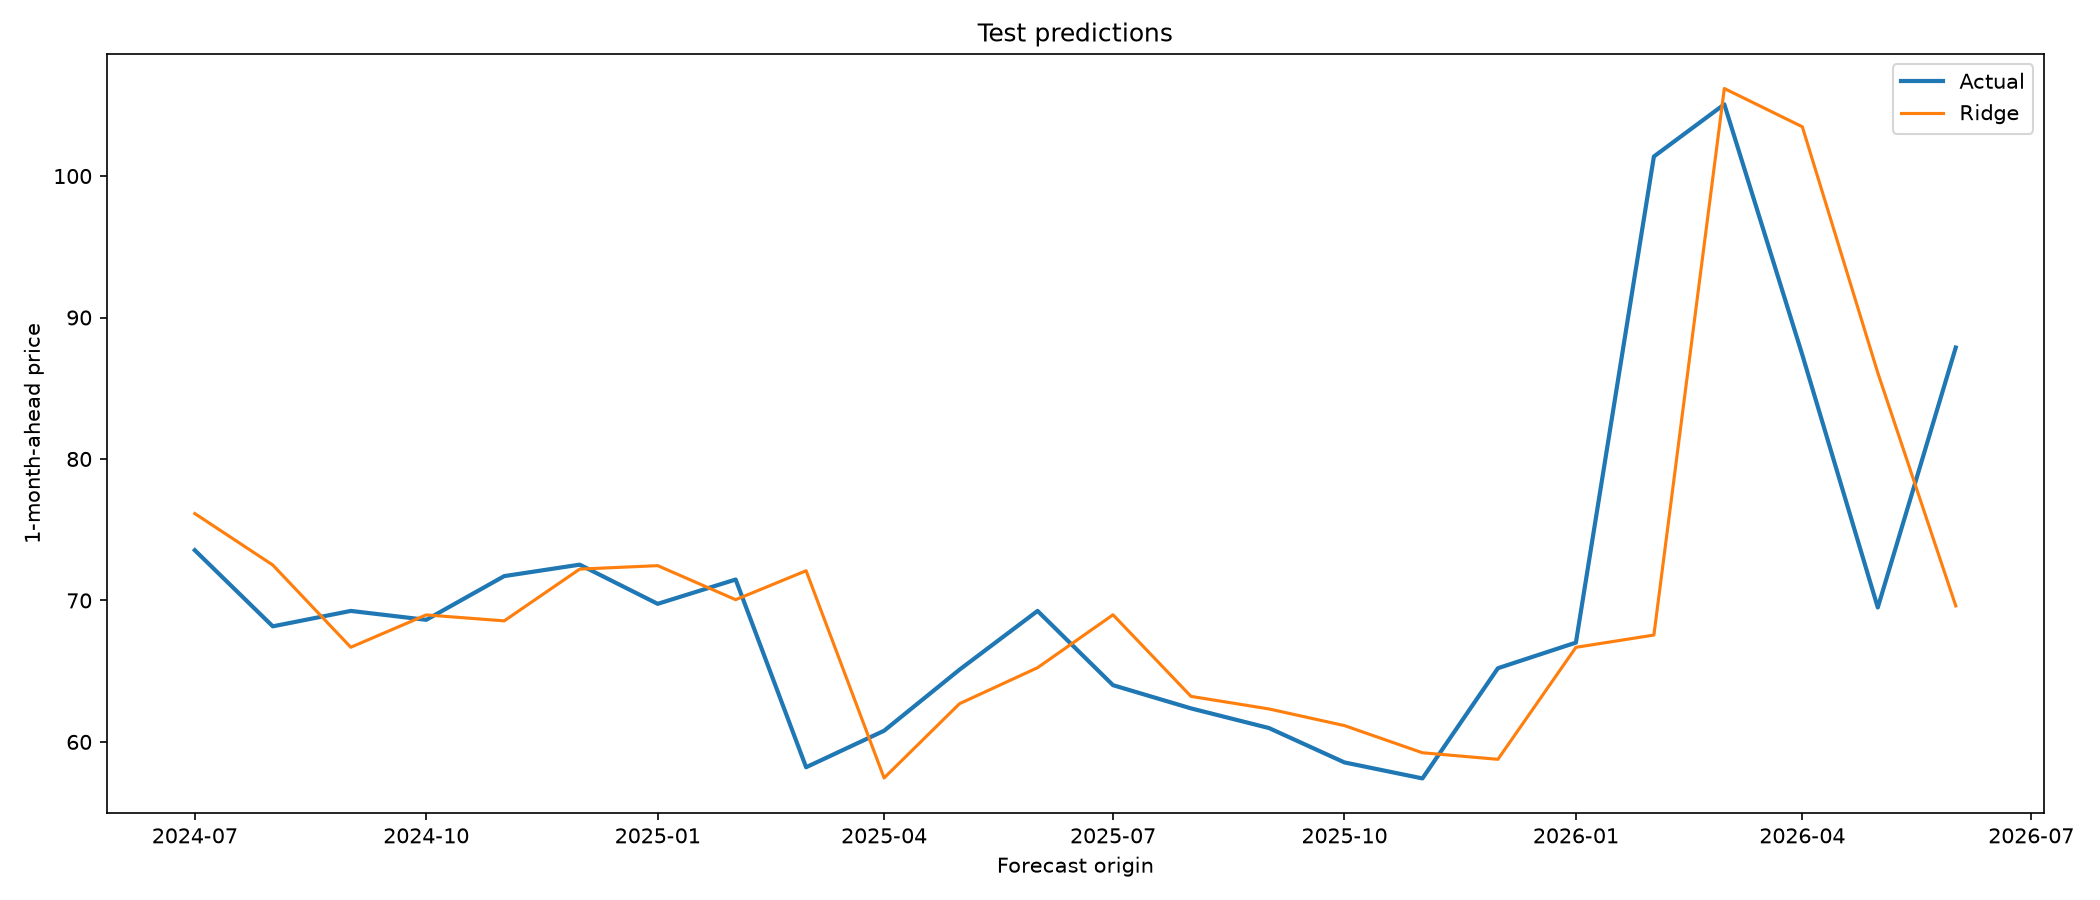 Test predictions
Actual
Ridge
1-month-ahead price
100
90
80
70
60
2024-07
2024-10
2025-01
2025-04
2025-07
2025-10
2026-01
2026-04
2026-07
Forecast origin